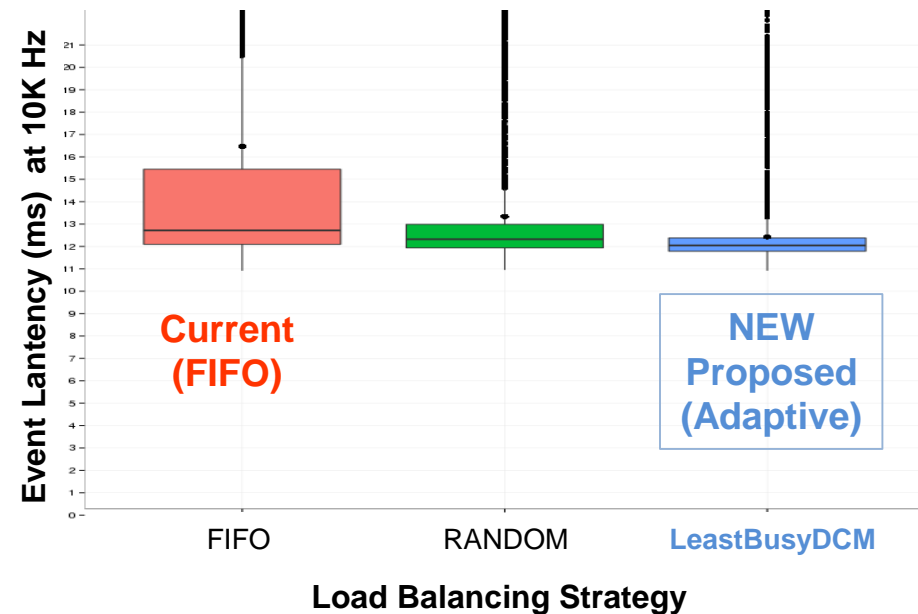 Event Lantency (ms)  at 10K Hz
21
20
19
18
17
16
15
14
13
12
11
10
9
8
7
6
5
4
3
2
1
0
Current
(FIFO)
NEW
Proposed
(Adaptive)
FIFO
RANDOM
LeastBusyDCM
Load Balancing Strategy